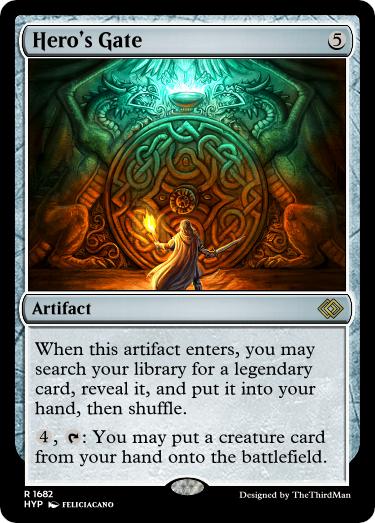 Hero's Gate 5
Artifact
When this artifact enters, you may
search your library for a legendary
card, reveal it, and put it into your
hand, then shuffle.
4, : You may put a creature card
from your hand onto the battlefield.
R 1682
HYP FELICIACANO
Designed by TheThirdMan